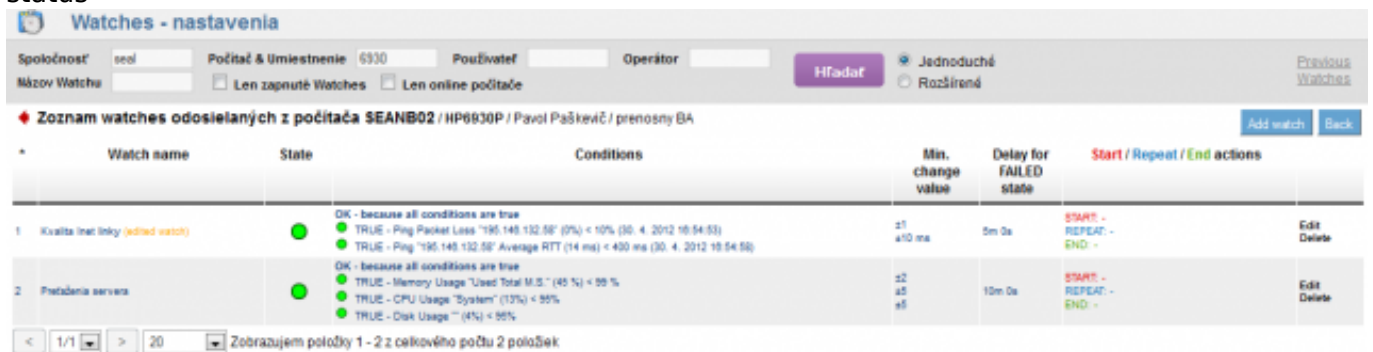 status
Watches - nastavenia
Spoločnosť seal Počítač & Umiestnenie 6930 Používateľ Operátor Hľadať Jednoduché Previous
Názov Watchu Len zapnuté Watches Len online počítače Rozšírené Watches
Zoznam watches odosielaných z počítača SEANB02 / HP6930P / Pavol Paškevič / prenosny BA Add watch Back
* Watch name State Conditions Min. change value Delay for FAILED state Start / Repeat / End actions
OK - because all conditions are true
1 Kvalita Inet linky (edited watch) TRUE - Ping Packet Loss "195.146.132.58" (0%) < 10% (30. 4. 2012 16:54:53) ±1 5m 0s START: - Edit
TRUE - Ping "195.146.132.58" Average RTT (14 ms) < 400 ms (30. 4. 2012 16:54:58) ±10 ms REPEAT: - Delete
END: -
OK - because all conditions are true
2 Preťaženia servera TRUE - Memory Usage "Used Total M.S." (45 %) < 99 % ±2 10m 0s START: - Edit
TRUE - CPU Usage "System" (13%) < 95% ±5 REPEAT: - Delete
TRUE - Disk Usage "" (4%) < 95% ±5 END: -
< 1/1 > 20 Zobrazujem položky 1 - 2 z celkového počtu 2 položiek